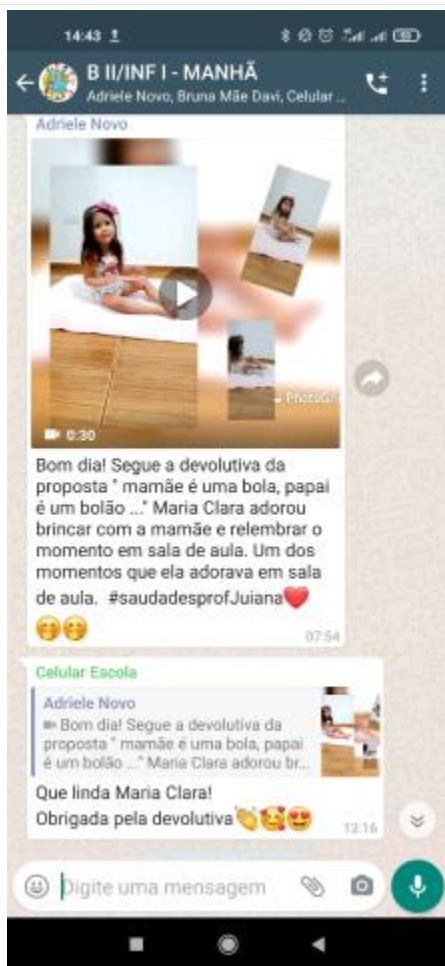 14:43
B II/INF I - MANHÃ
Adriele Novo, Bruna Mãe Davi, Celular ...
Adriele Novo
0:30
Bom dia! Segue a devolutiva da
proposta " mamãe é uma bola, papai
é um bolão ..." Maria Clara adorou
brincar com a mamãe e relembrar o
momento em sala de aula. Um dos
momentos que ela adorava em sala
de aula. #saudadesprofJuiana❤️
🤭🤭
07:54
Celular Escola
Adriele Novo
Bom dia! Segue a devolutiva da
proposta " mamãe é uma bola, papai
é um bolão ..." Maria Clara adorou br...
Que linda Maria Clara!
Obrigada pela devolutiva👏🥰😍
13:16
Digite uma mensagem